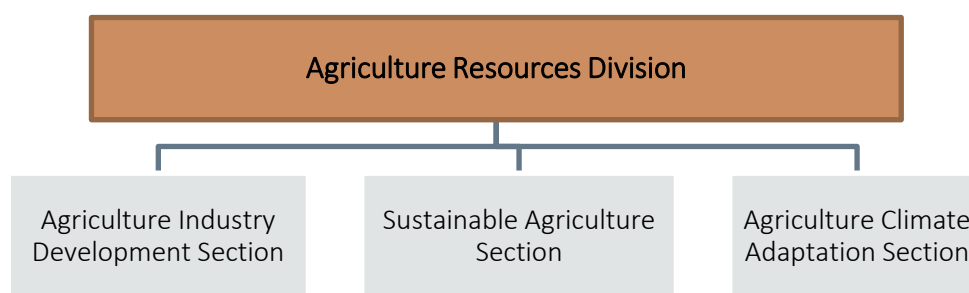 Agriculture Resources Division
Agriculture Industry
Development Section
Sustainable Agriculture
Section
Agriculture Climate
Adaptation Section